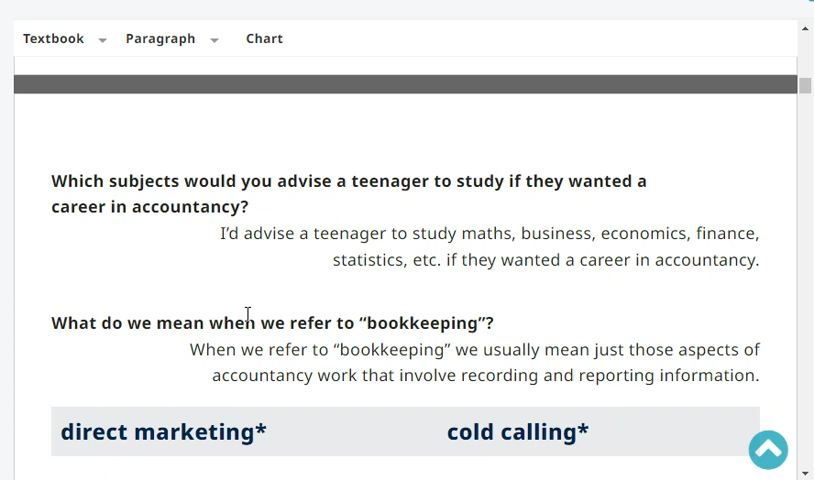 Textbook Paragraph Chart
Which subjects would you advise a teenager to study if they wanted a
career in accountancy?
I’d advise a teenager to study maths, business, economics, finance,
statistics, etc. if they wanted a career in accountancy.
What do we mean when we refer to “bookkeeping”?
When we refer to “bookkeeping” we usually mean just those aspects of
accountancy work that involve recording and reporting information.
direct marketing* cold calling*